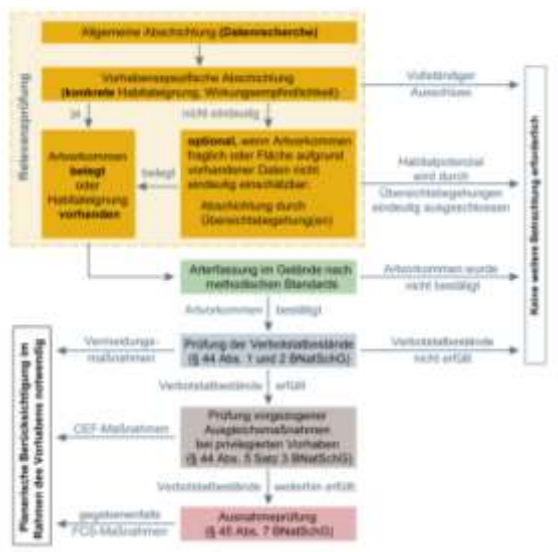 Allgemeine Abschichtung (Datenrecherche)
Vorhabensspezifische Abschichtung
(konkrete Habitateignung, Wirkungsempfindlichkeit)
Vollständiger
Ausschluss
ja
nicht eindeutig
Relevanzprüfung
Artvorkommen
belegt
oder
Habitateignung
vorhanden
belegt
optional, wenn Artvorkommen
fraglich oder Fläche aufgrund
vorhandener Daten nicht
eindeutig einschätzbar:
Abschichtung durch
Übersichtsbegehung(en)
Habitatpotenzial
wird durch
Übersichtsbegehungen
eindeutig ausgeschlossen
Keine weitere Betrachtung erforderlich
Arterfassung im Gelände nach
methodischen Standards
Artvorkommen wurde
nicht bestätigt
Artvorkommen bestätigt
Vermeidungs-
maßnahmen
Prüfung der Verbotstatbestände
(§ 44 Abs. 1 und 2 BNatSchG)
Verbotstatbestände
nicht erfüllt
Verbotstatbestände erfüllt
Planerische Berücksichtigung im
Rahmen des Vorhabens notwendig
CEF-Maßnahmen
Prüfung vorgezogener
Ausgleichsmaßnahmen
bei privilegierten Vorhaben
(§ 44 Abs. 5 Satz 3 BNatSchG)
Verbotstatbestände weiterhin erfüllt
gegebenenfalls
FCS-Maßnahmen
Ausnahmeprüfung
(§ 45 Abs. 7 BNatSchG)